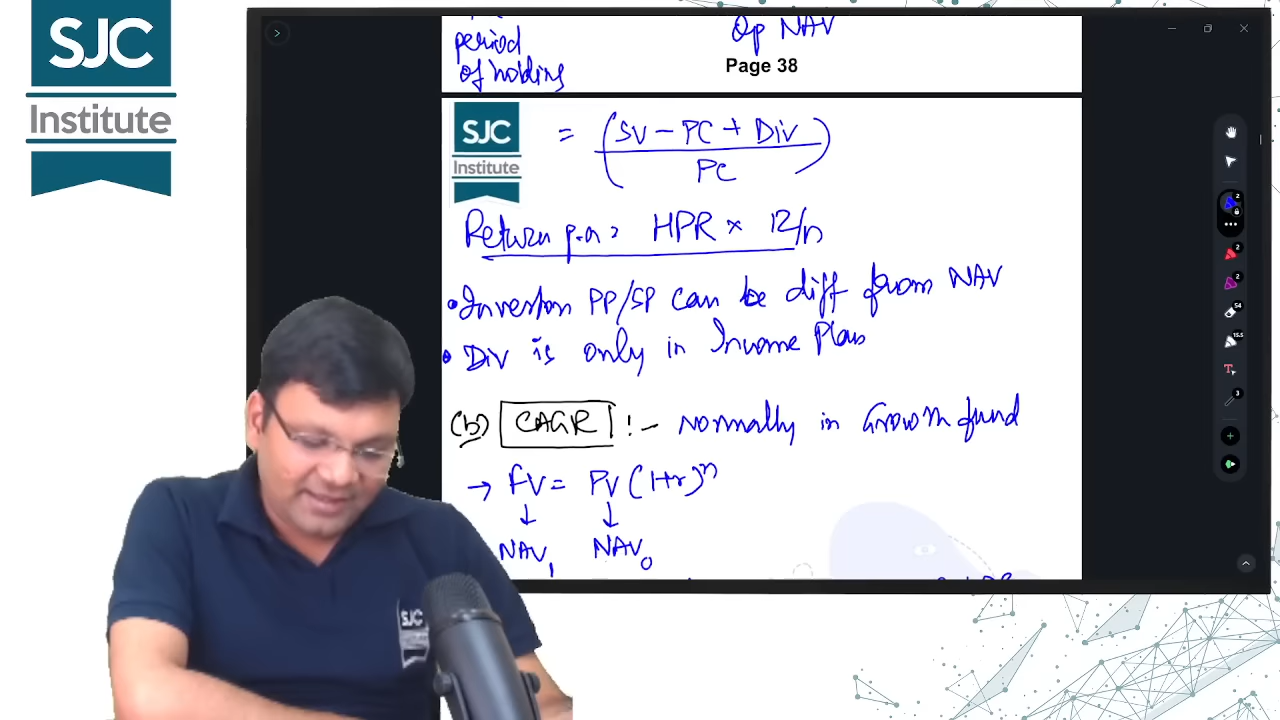 SJC
Institute
period
of holding
Op NAV
Page 38
SJC
Institute
= (SV - PC + Div)
PC
Return p.a = HPR × 12/n
• Investors PP/SP can be diff from NAV
• Div is only in Income Plan
(b) CAGR :- Normally in Growth fund
→ FV = PV (1+r)^n
↓ ↓
NAV₁ NAV₀
SJC